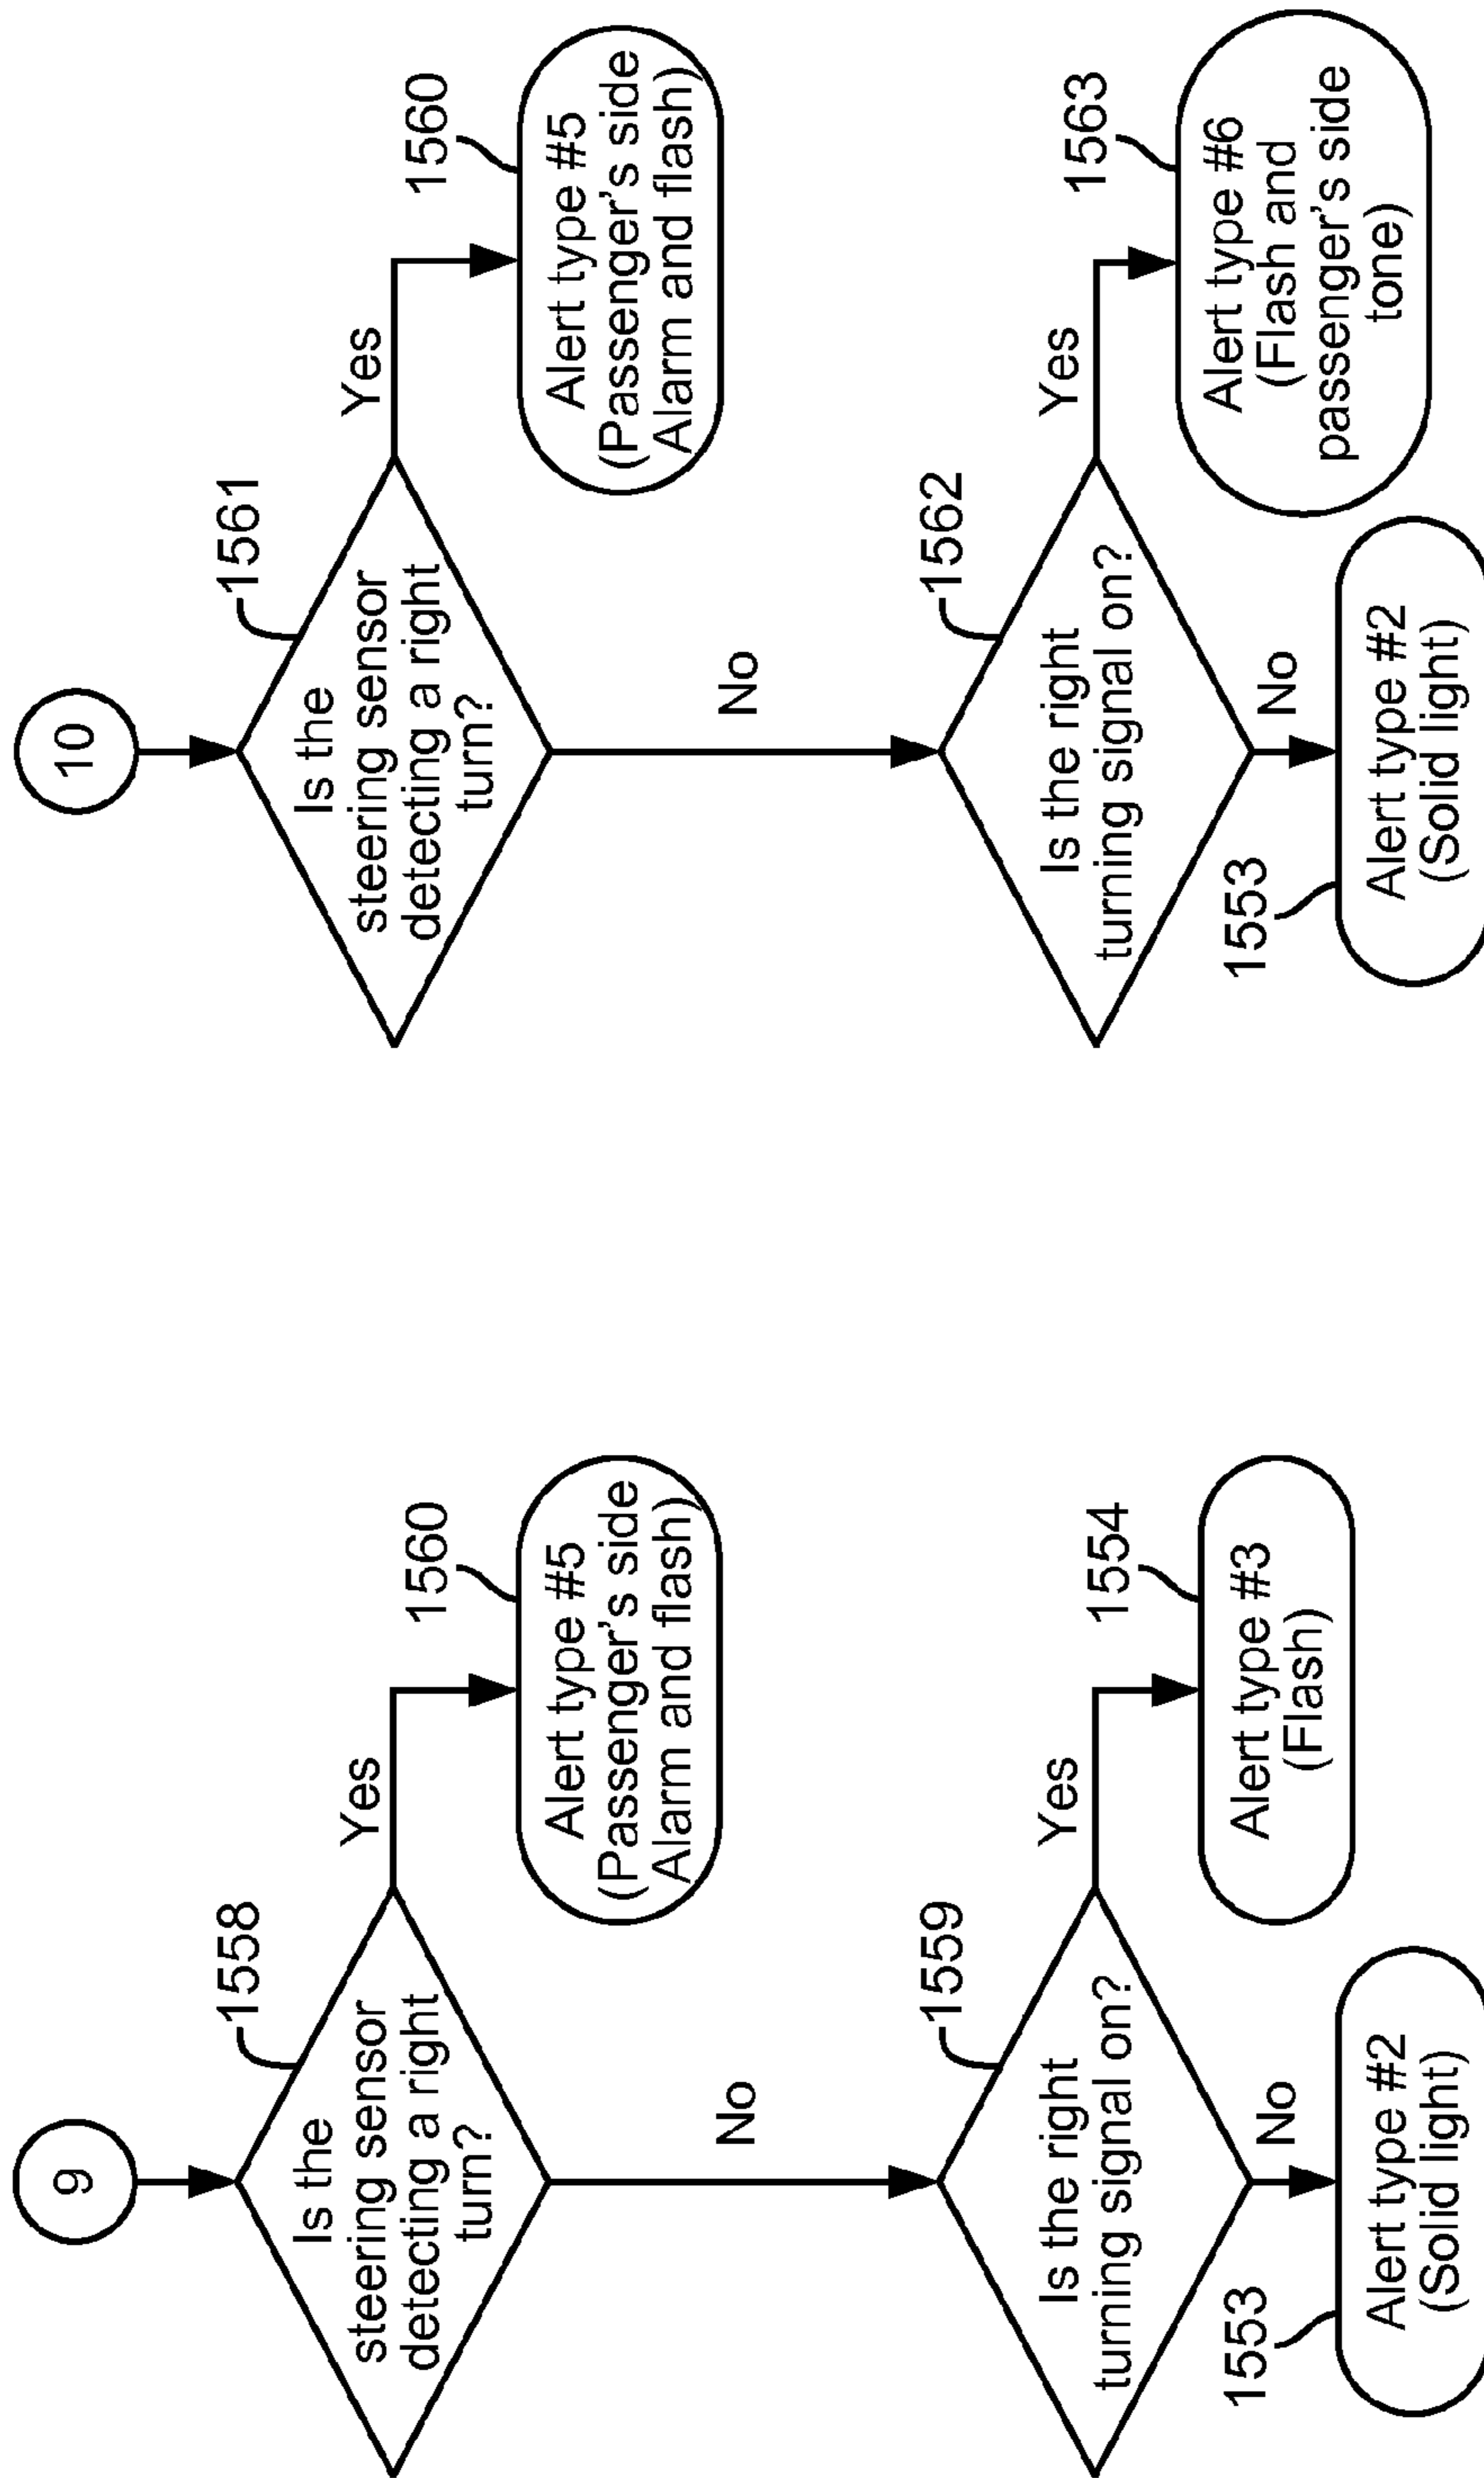 9
1558
Is the
steering sensor
detecting a right
turn?
Yes
1560
Alert type #5
(Passenger's side
Alarm and flash)
No
1559
Is the right
turning signal on?
Yes
1554
Alert type #3
(Flash)
No
1553
Alert type #2
(Solid light)
10
1561
Is the
steering sensor
detecting a right
turn?
Yes
1560
Alert type #5
(Passenger's side
Alarm and flash)
No
1562
Is the right
turning signal on?
Yes
1563
Alert type #6
(Flash and
passenger's side
tone)
No
1553
Alert type #2
(Solid light)